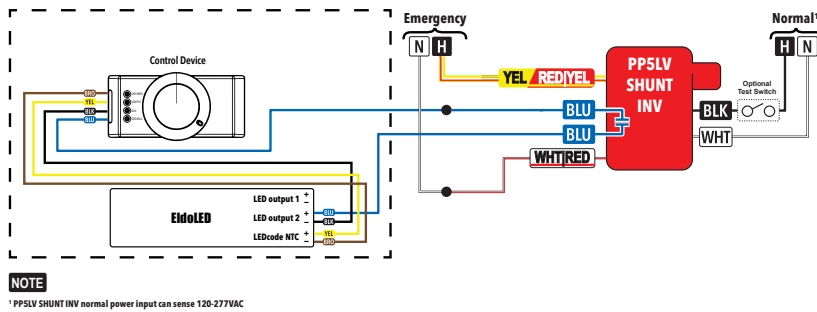 Emergency
N H
Normal¹
H N
Control Device
BRO
YEL
BLK
BLU
YEL RED|YEL
PP5LV
SHUNT
INV
Optional
Test Switch
BLU
BLK
BLU
WHT
WHT|RED
EldoLED
LED output 1 + −
LED output 2 + −
LEDcode NTC + −
BLU
BLK
YEL
BRO
NOTE
¹ PP5LV SHUNT INV normal power input can sense 120-277VAC